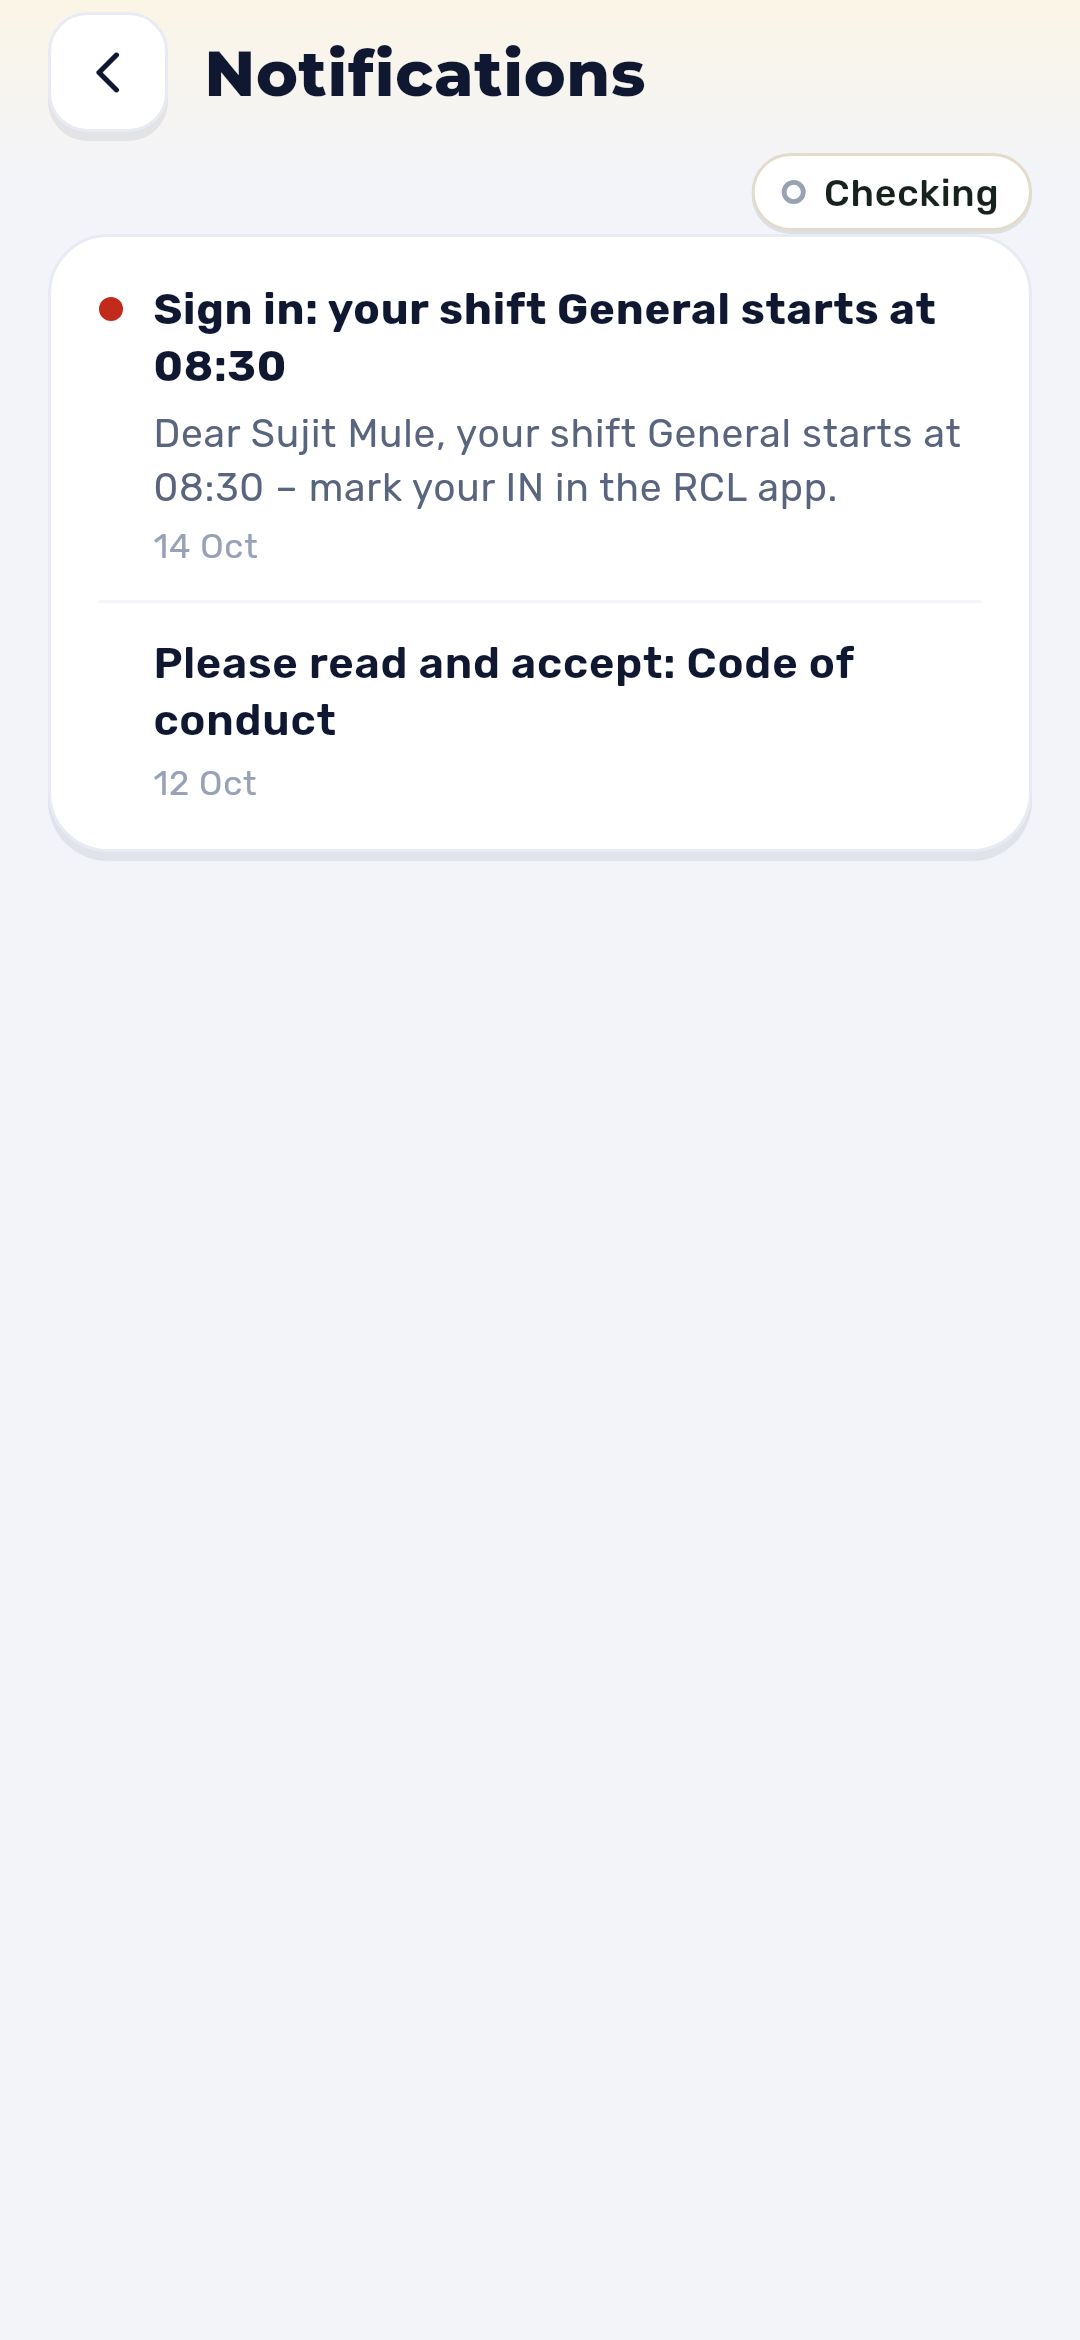 Notifications
Checking
Sign in: your shift General starts at
08:30
Dear Sujit Mule, your shift General starts at
08:30 – mark your IN in the RCL app.
14 Oct
Please read and accept: Code of
conduct
12 Oct